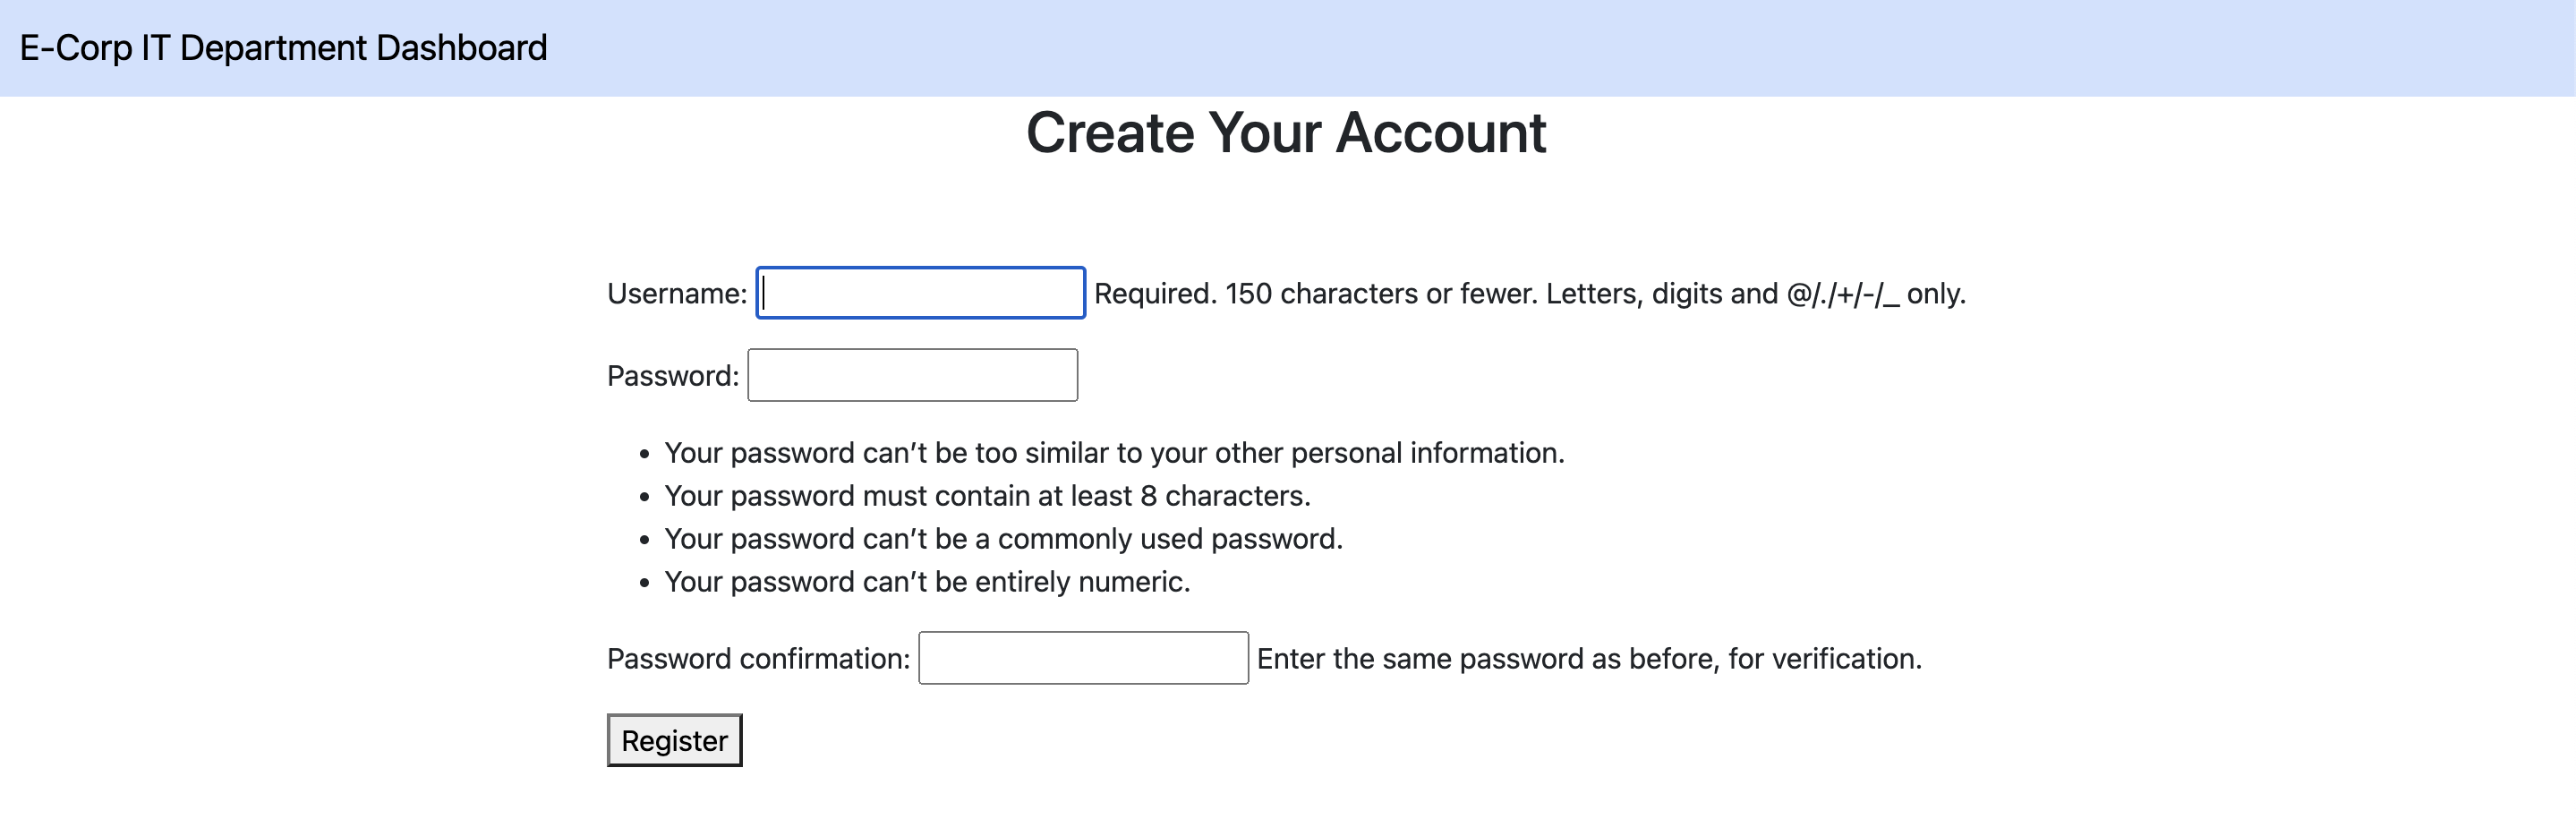 E-Corp IT Department Dashboard
Create Your Account
Username: Required. 150 characters or fewer. Letters, digits and @/./+/-/_ only.
Password:
• Your password can’t be too similar to your other personal information.
• Your password must contain at least 8 characters.
• Your password can’t be a commonly used password.
• Your password can’t be entirely numeric.
Password confirmation: Enter the same password as before, for verification.
Register